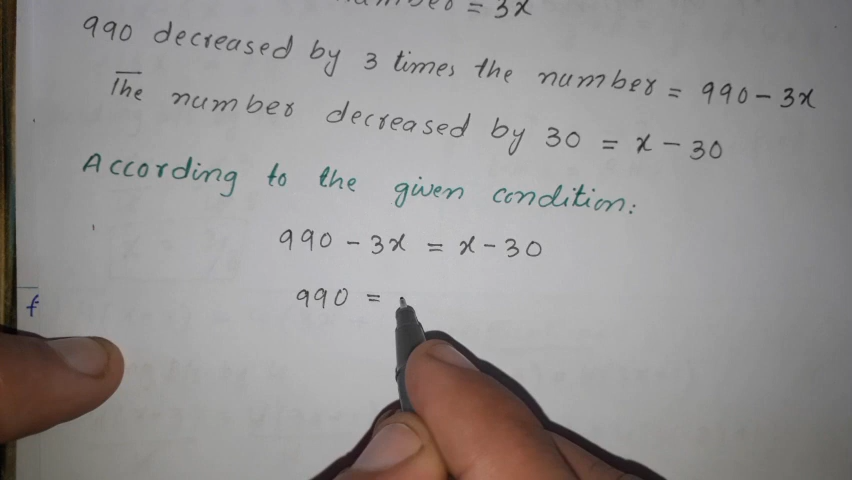 = 3x
990 decreased by 3 times the number = 990 - 3x
The number decreased by 30 = x - 30
According to the given condition:
990 - 3x = x - 30
990 =
f